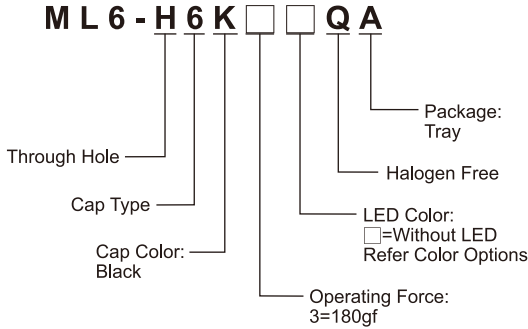 ML6-H6K□□QA
Package:
Tray
Through Hole
Halogen Free
Cap Type
LED Color:
□=Without LED
Refer Color Options
Cap Color:
Black
Operating Force:
3=180gf